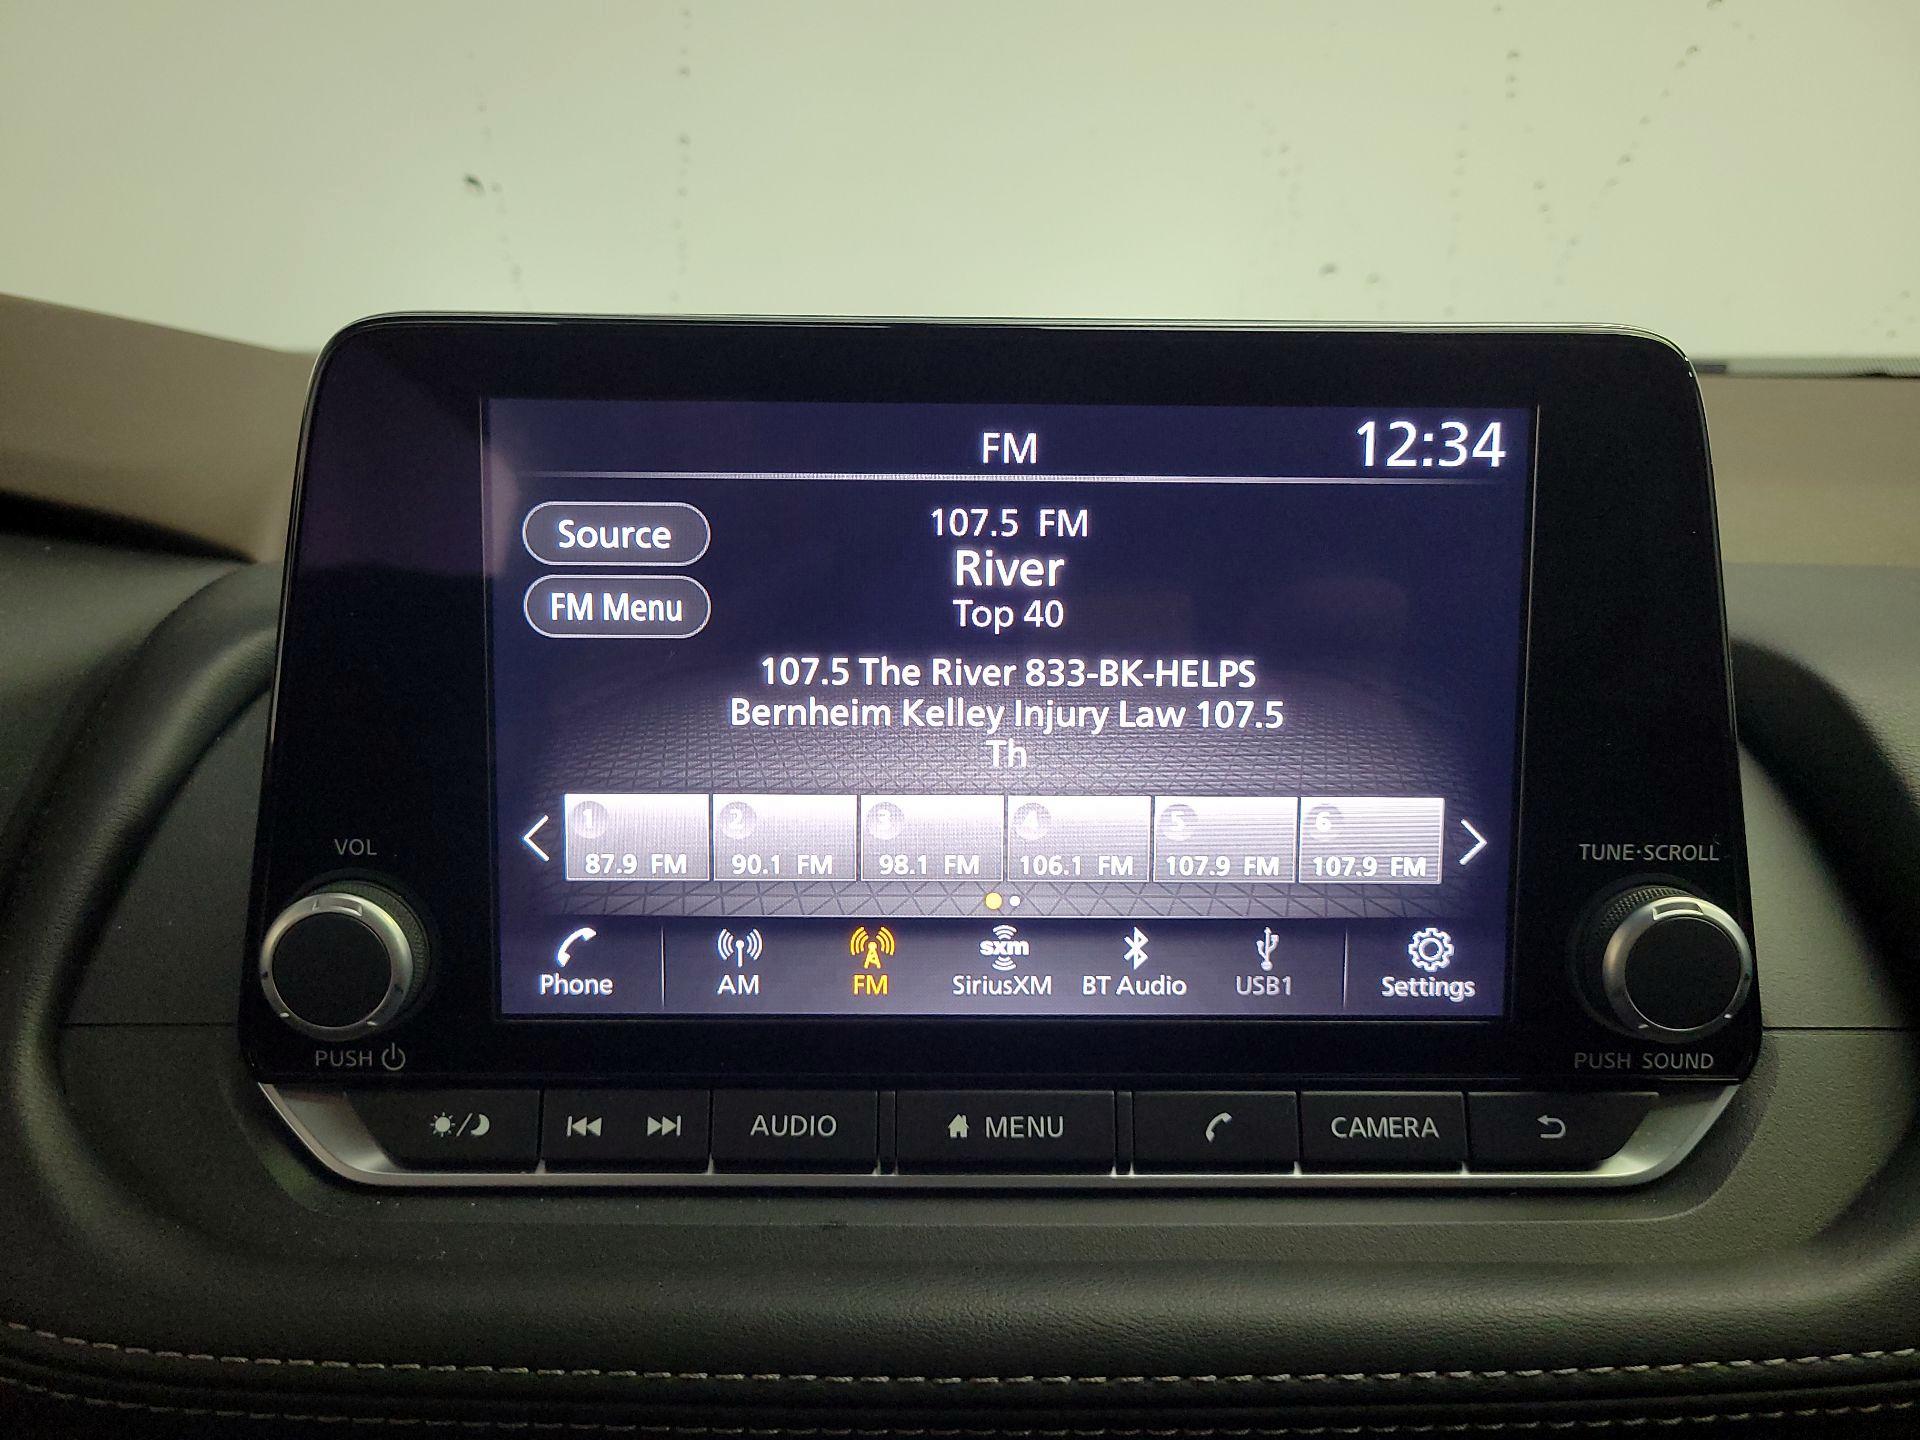 FM
12:34
Source
107.5 FM
River
FM Menu
Top 40
107.5 The River 833-BK-HELPS
Bernheim Kelley Injury Law 107.5
Th
1 2 3 4 5 6
87.9 FM 90.1 FM 98.1 FM 106.1 FM 107.9 FM 107.9 FM
sxm
Phone AM FM SiriusXM BT Audio USB1 Settings
VOL
PUSH
TUNE·SCROLL
PUSH SOUND
AUDIO MENU CAMERA